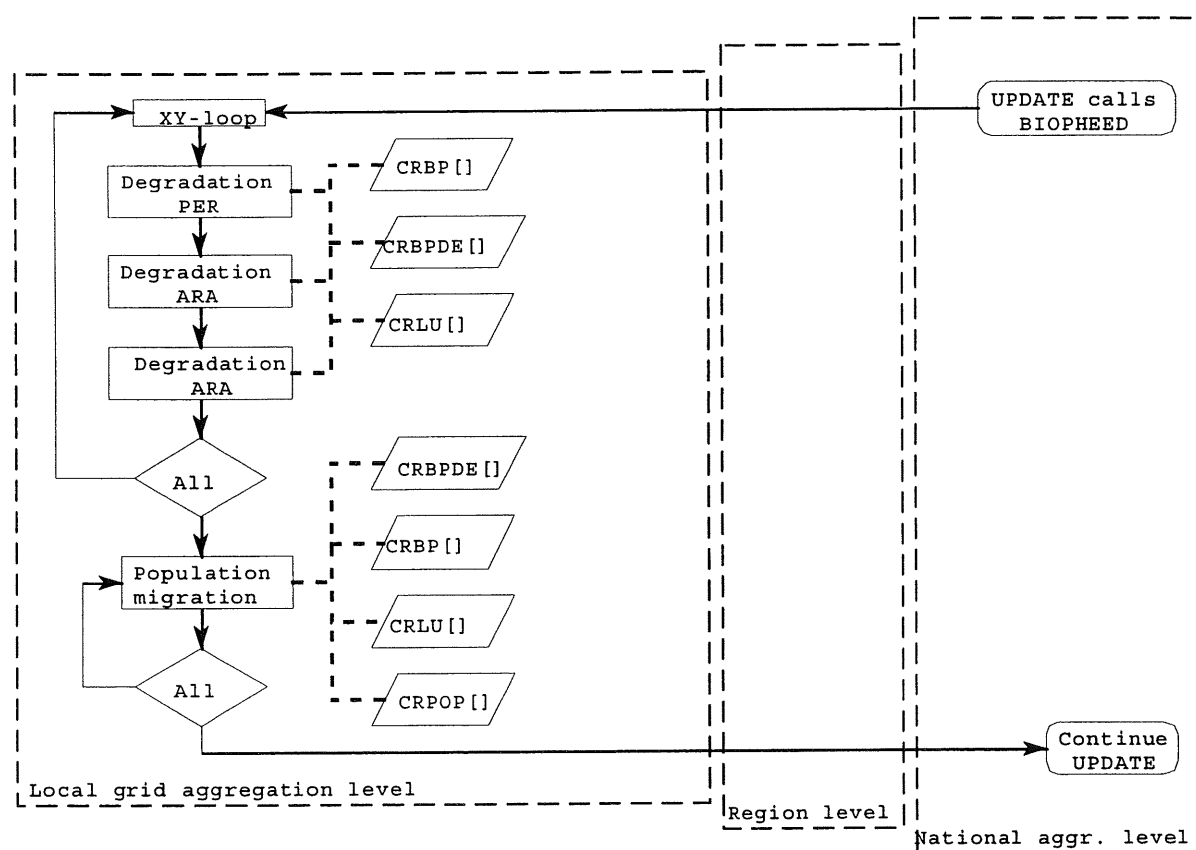 UPDATE calls
BIOPHEED
XY-loop
CRBP[]
Degradation
PER
CRBPDE[]
Degradation
ARA
CRLU[]
Degradation
ARA
All
CRBPDE[]
CRBP[]
Population
migration
CRLU[]
All
CRPOP[]
Continue
UPDATE
Local grid aggregation level
Region level
National aggr. level